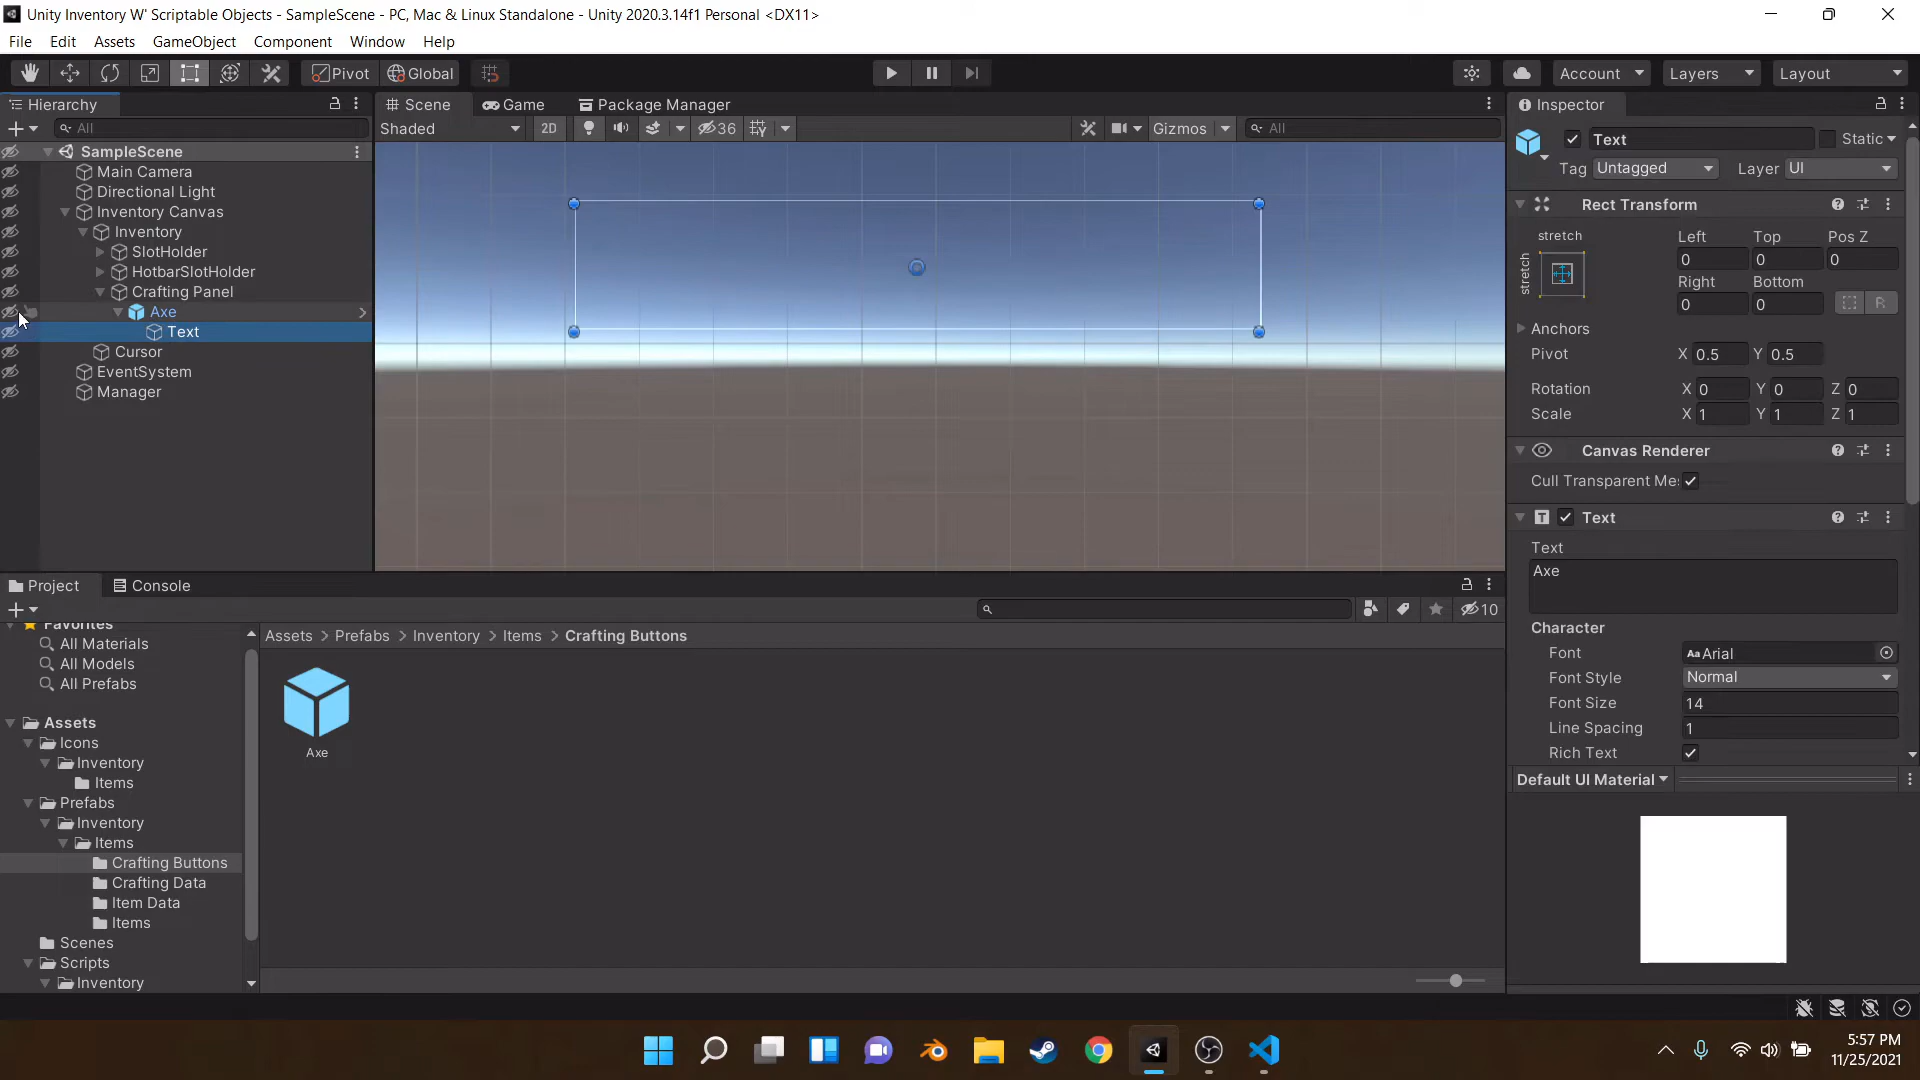 Unity Inventory W' Scriptable Objects - SampleScene - PC, Mac & Linux Standalone - Unity 2020.3.14f1 Personal <DX11>
File Edit Assets GameObject Component Window Help
Pivot Global Account Layers Layout
Hierarchy
All
SampleScene
Main Camera
Directional Light
Inventory Canvas
Inventory
SlotHolder
HotbarSlotHolder
Crafting Panel
Axe
Text
Cursor
EventSystem
Manager
Scene Game Package Manager
Shaded 2D 36 Gizmos All
Inspector
Text Static
Tag Untagged Layer UI
Rect Transform
stretch
stretch
Left Top Pos Z
0 0 0
Right Bottom
0 0 R
Anchors
Pivot X 0.5 Y 0.5
Rotation X 0 Y 0 Z 0
Scale X 1 Y 1 Z 1
Canvas Renderer
Cull Transparent Me:
Text
Text
Axe
Character
Font Aa Arial
Font Style Normal
Font Size 14
Line Spacing 1
Rich Text
Default UI Material
Project Console
10
Favorites
All Materials
All Models
All Prefabs
Assets
Icons
Inventory
Items
Prefabs
Inventory
Items
Crafting Buttons
Crafting Data
Item Data
Items
Scenes
Scripts
Inventory
Assets > Prefabs > Inventory > Items > Crafting Buttons
Axe
5:57 PM
11/25/2021